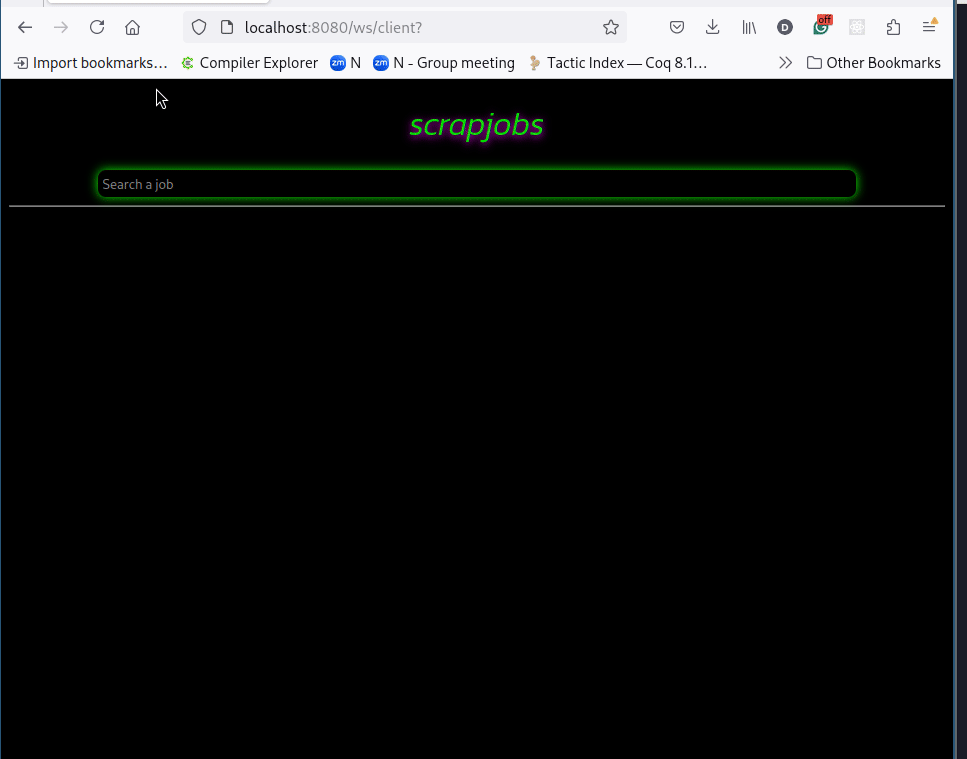 off
localhost:8080/ws/client?
D
Import bookmarks… Compiler Explorer zm N zm N - Group meeting Tactic Index — Coq 8.1… Other Bookmarks
scrapjobs
Search a job